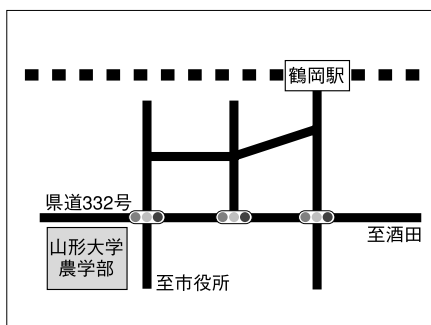 鶴岡駅
県道332号
至酒田
山形大学
農学部
至市役所